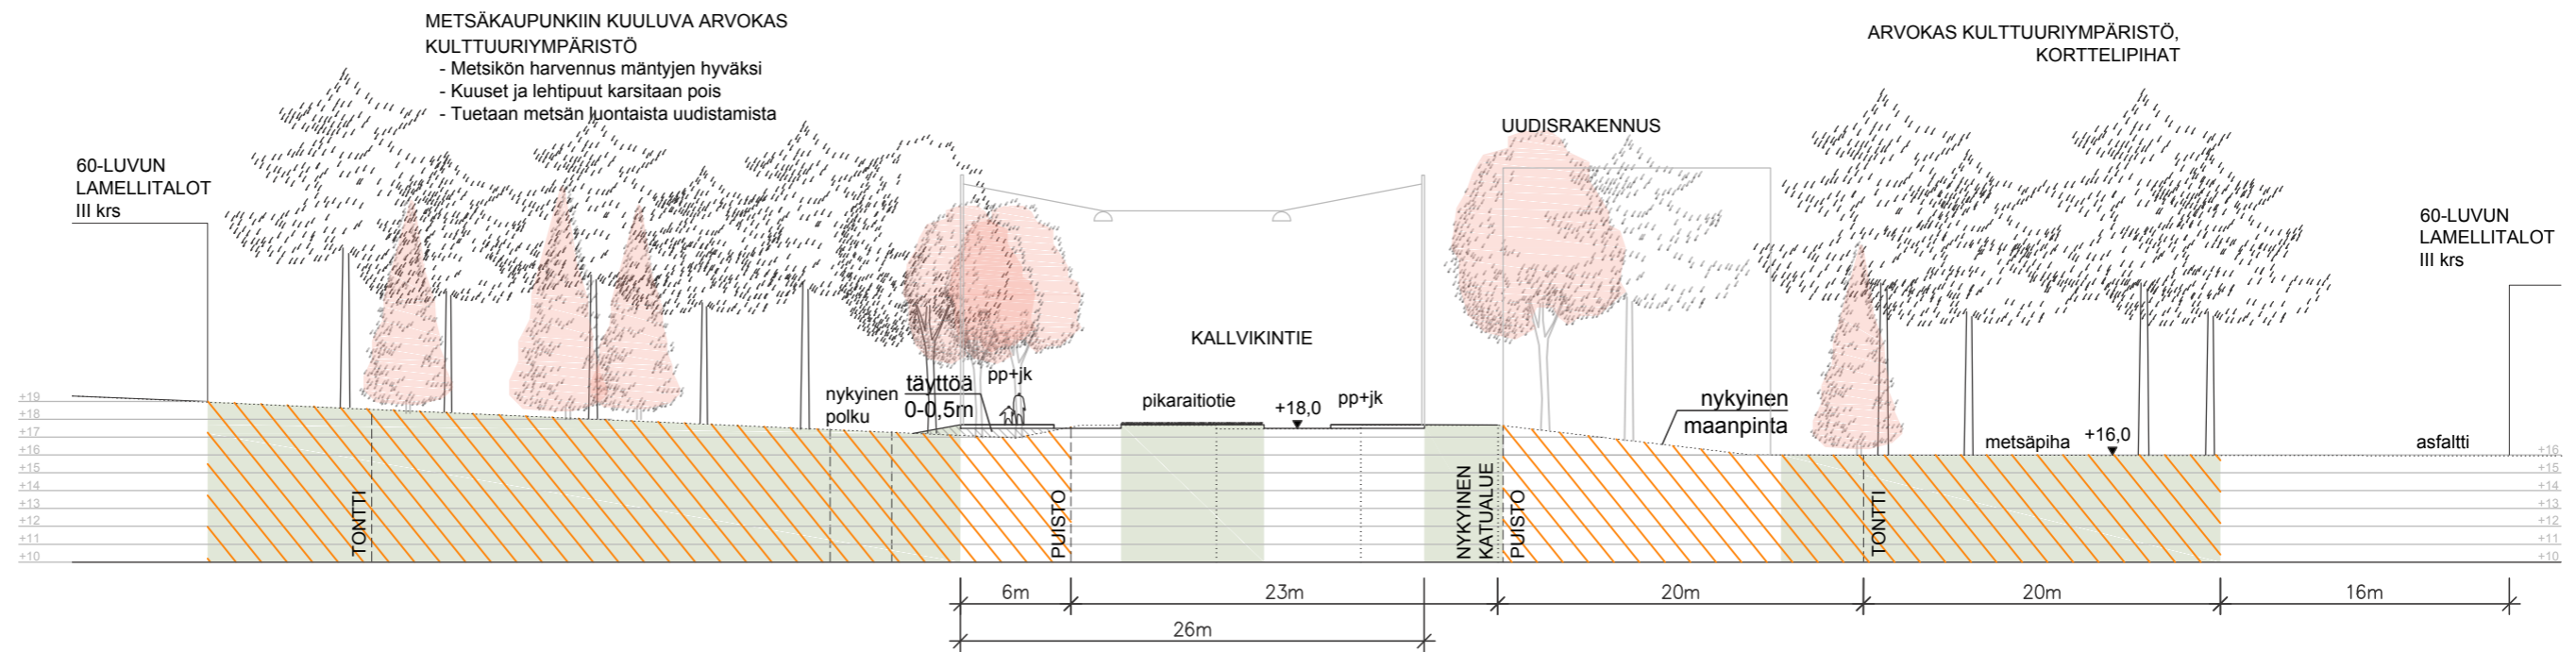 METSÄKAUPUNKIIN KUULUVA ARVOKAS
KULTTUURIYMPÄRISTÖ
- Metsikön harvennus mäntyjen hyväksi
- Kuuset ja lehtipuut karsitaan pois
- Tuetaan metsän luontaista uudistamista
ARVOKAS KULTTUURIYMPÄRISTÖ,
KORTTELIPIHAT
UUDISRAKENNUS
60-LUVUN
LAMELLITALOT
III krs
60-LUVUN
LAMELLITALOT
III krs
KALLVIKINTIE
nykyinen
polku
täyttöä
0-0,5m
pp+jk
pikaraitiotie
+18,0
pp+jk
nykyinen
maanpinta
metsäpiha
+16,0
asfaltti
+19
+18
+17
+16
+15
+14
+13
+12
+11
+10
+16
+15
+14
+13
+12
+11
+10
TONTTI
PUISTO
NYKYINEN
KATUALUE
PUISTO
TONTTI
6m
23m
20m
20m
16m
26m